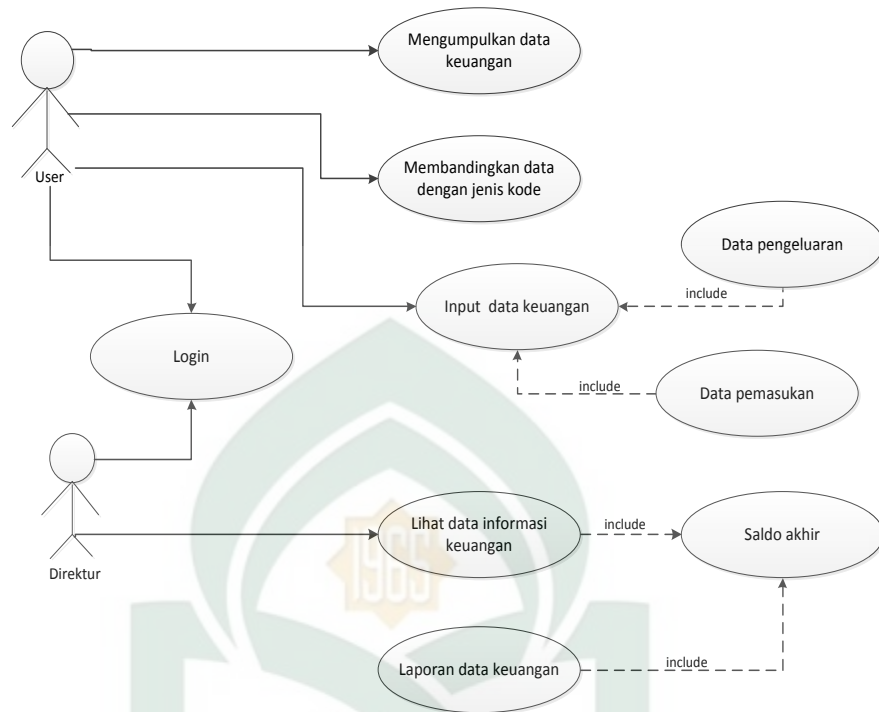 Mengumpulkan data
keuangan
User
Membandingkan data
dengan jenis kode
Data pengeluaran
include
Input data keuangan
Login
include
Data pemasukan
Direktur
Lihat data informasi
keuangan
include
Saldo akhir
1965
Laporan data keuangan
include